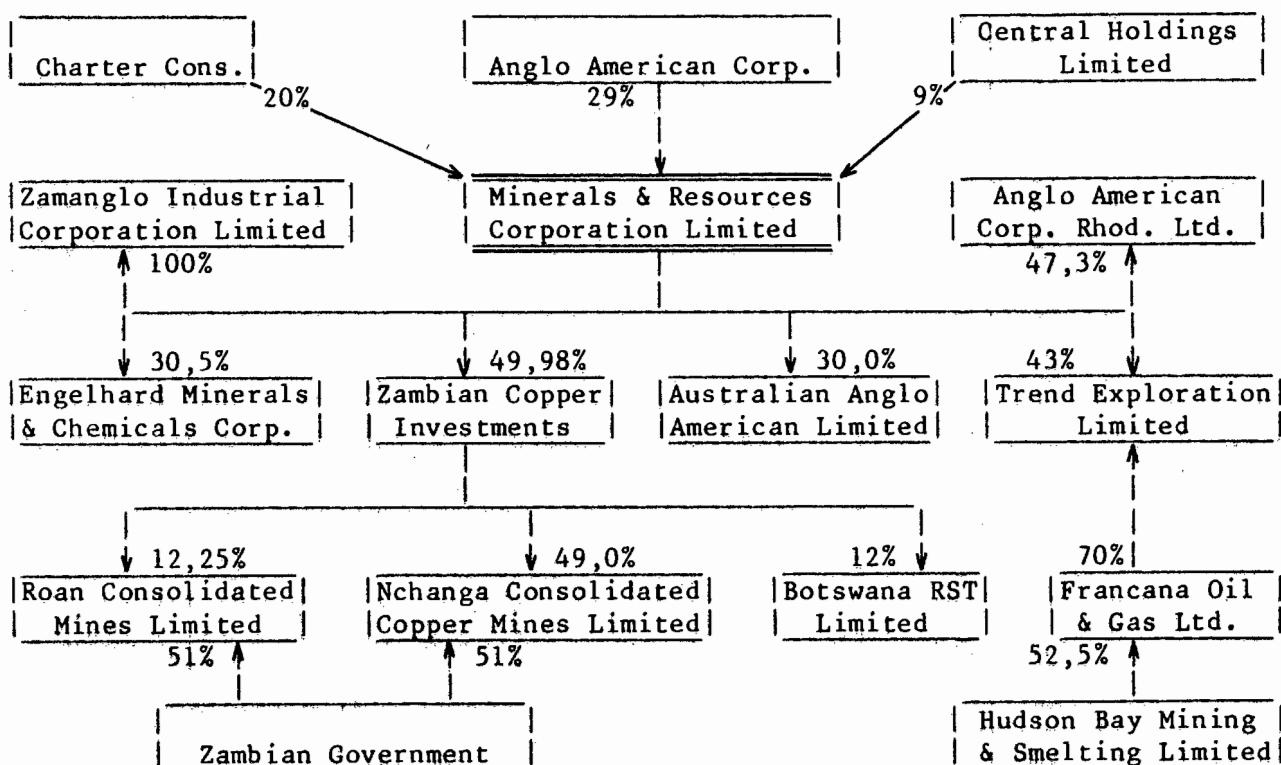 Charter Cons.
Anglo American Corp.
Central Holdings
Limited
20%
29%
9%
Zamanglo Industrial
Corporation Limited
Minerals & Resources
Corporation Limited
Anglo American
Corp. Rhod. Ltd.
100%
47,3%
30,5%
49,98%
30,0%
43%
Engelhard Minerals
& Chemicals Corp.
Zambian Copper
Investments
Australian Anglo
American Limited
Trend Exploration
Limited
12,25%
49,0%
12%
70%
Roan Consolidated
Mines Limited
Nchanga Consolidated
Copper Mines Limited
Botswana RST
Limited
Francana Oil
& Gas Ltd.
51%
51%
52,5%
Zambian Government
Hudson Bay Mining
& Smelting Limited